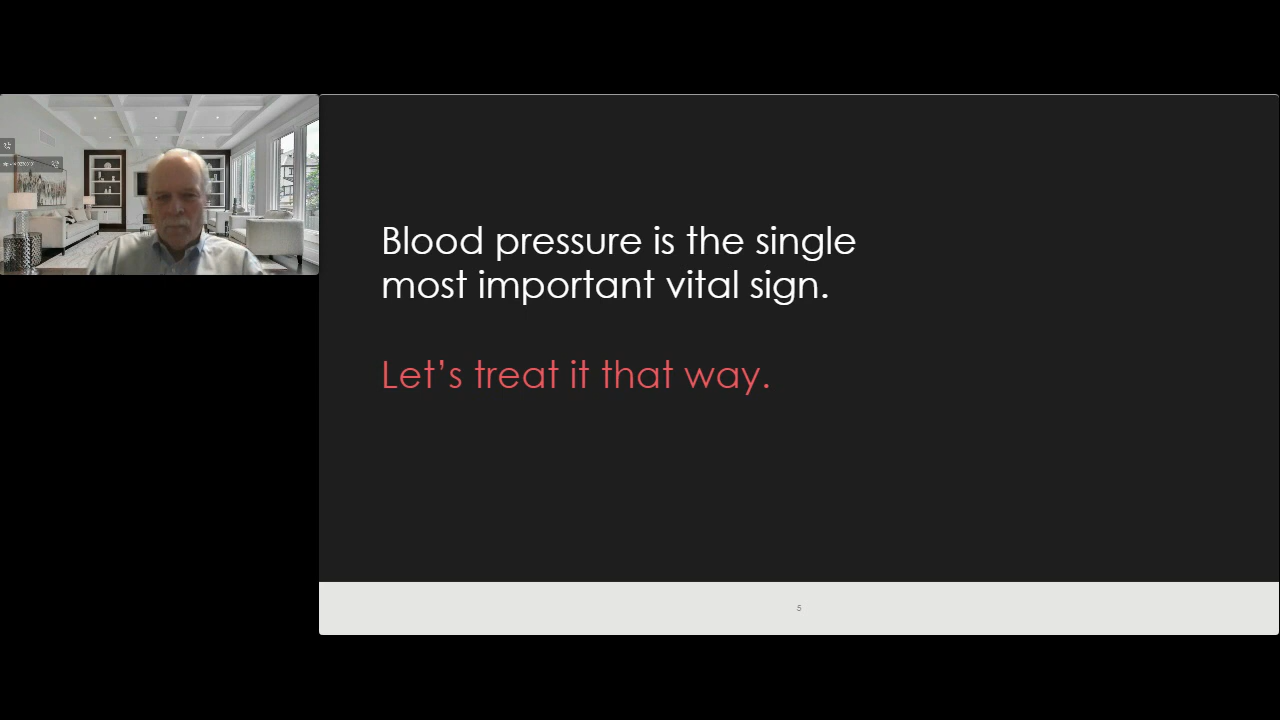 Blood pressure is the single
most important vital sign.
Let’s treat it that way.
5